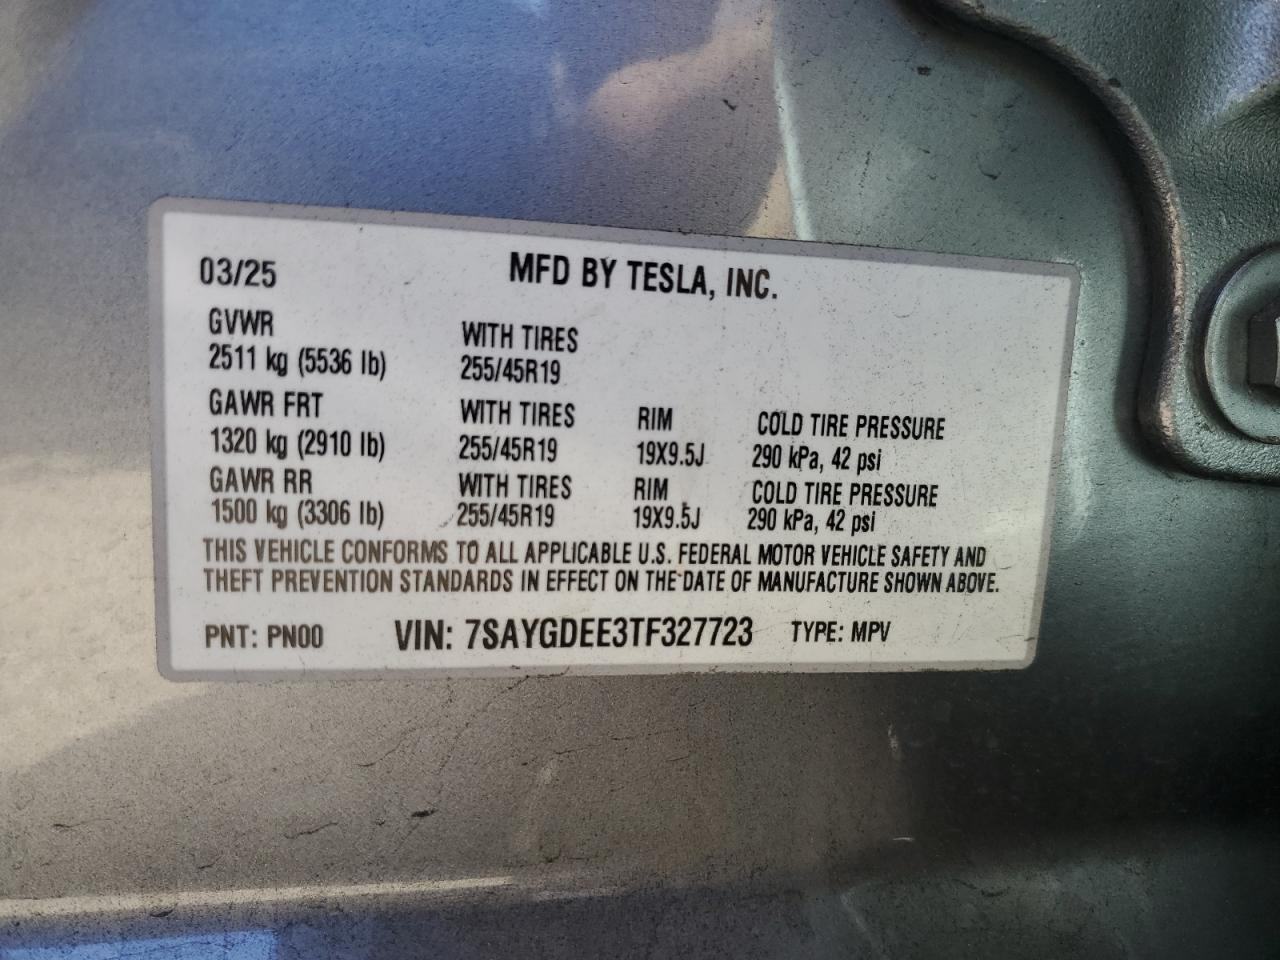 03/25 MFD BY TESLA, INC.
GVWR WITH TIRES
2511 kg (5536 lb) 255/45R19
GAWR FRT WITH TIRES RIM COLD TIRE PRESSURE
1320 kg (2910 lb) 255/45R19 19X9.5J 290 kPa, 42 psi
GAWR RR WITH TIRES RIM COLD TIRE PRESSURE
1500 kg (3306 lb) 255/45R19 19X9.5J 290 kPa, 42 psi
THIS VEHICLE CONFORMS TO ALL APPLICABLE U.S. FEDERAL MOTOR VEHICLE SAFETY AND
THEFT PREVENTION STANDARDS IN EFFECT ON THE DATE OF MANUFACTURE SHOWN ABOVE.
PNT: PN00 VIN: 7SAYGDEE3TF327723 TYPE: MPV